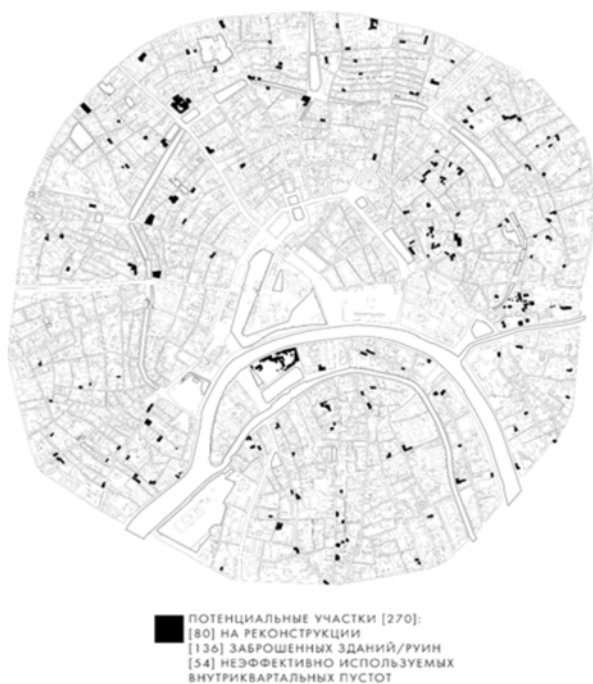 ПОТЕНЦИАЛЬНЫЕ УЧАСТКИ [270]:
[80] НА РЕКОНСТРУКЦИИ
[136] ЗАБРОШЕННЫХ ЗДАНИЙ/РУИН
[54] НЕЭФФЕКТИВНО ИСПОЛЬЗУЕМЫХ
ВНУТРИКВАРТАЛЬНЫХ ПУСТОТ